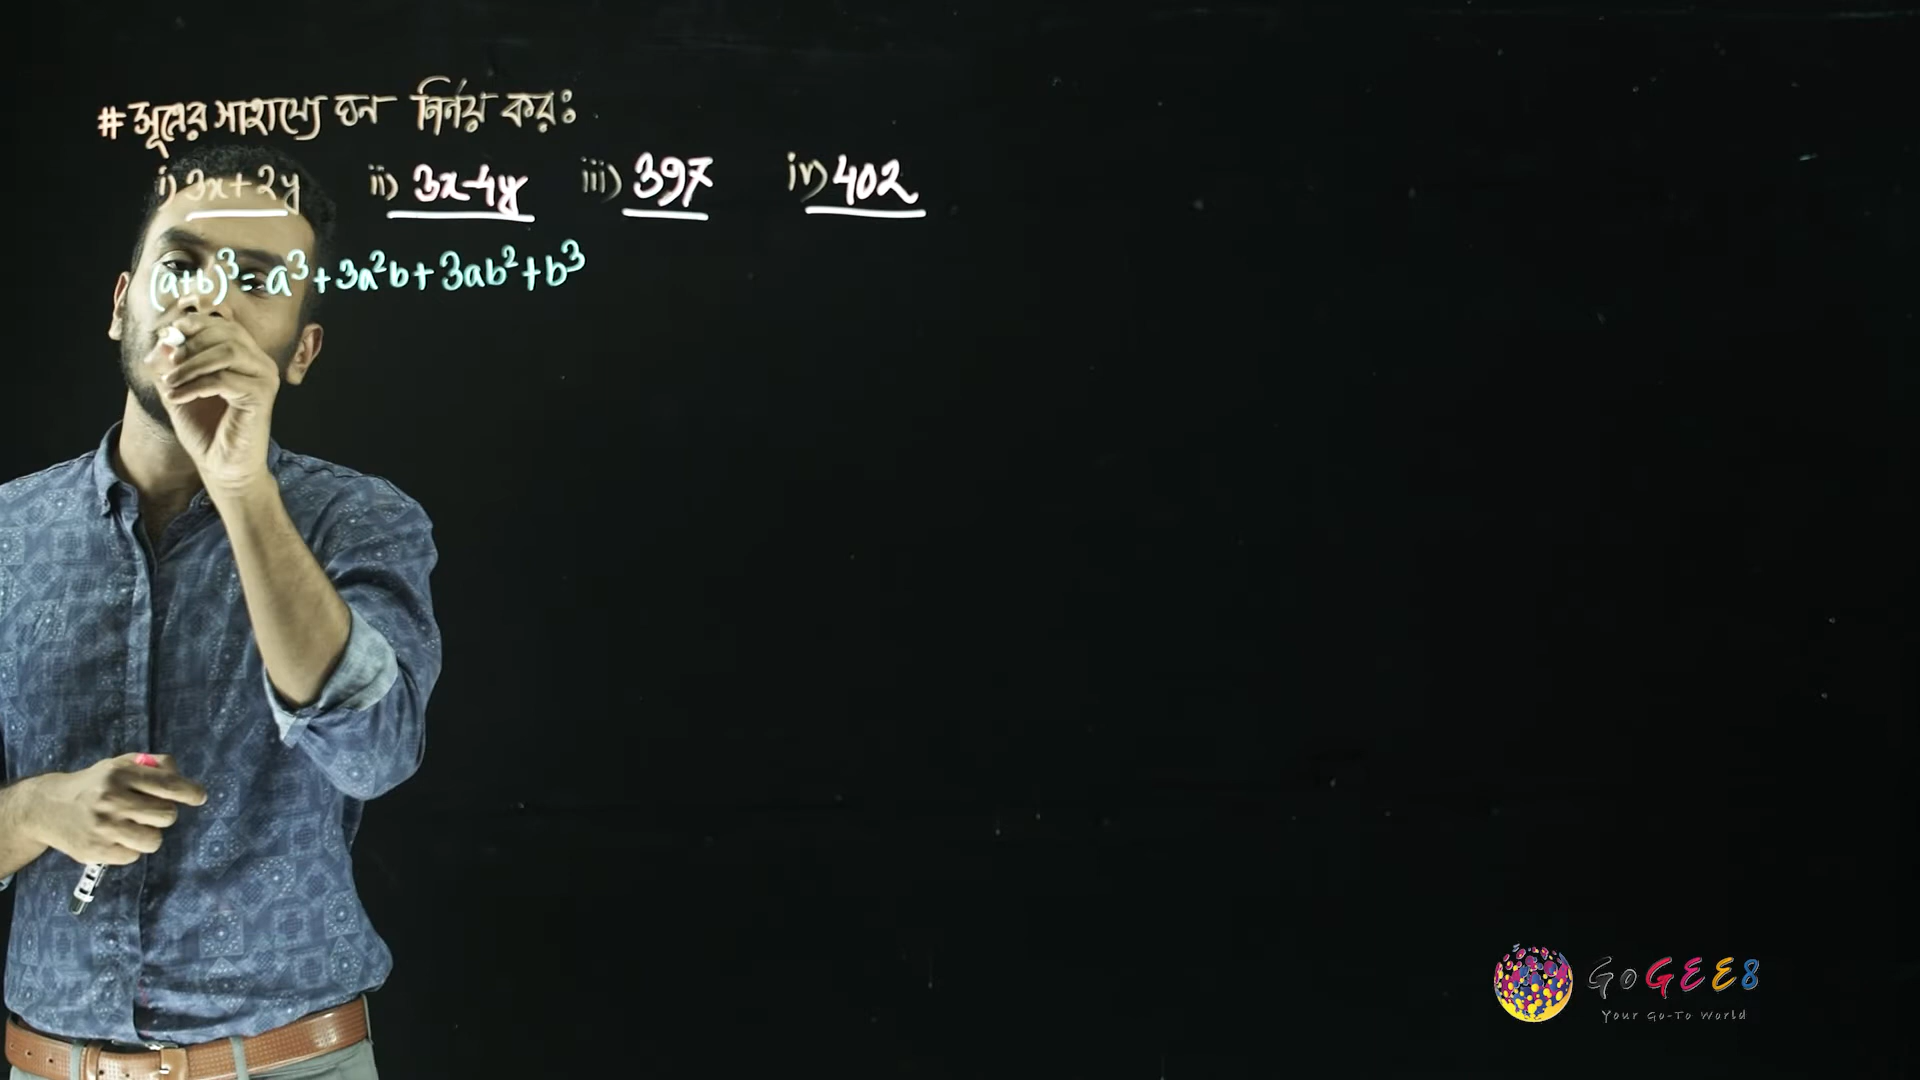 # সূত্রের সাহায্যে ঘন নির্নয় কর:
i) 3x+2y ii) 3x-4y iii) 397 iv) 402
(a+b)³= a³+3a²b+3ab²+b³
GoGEE8
Your Go-To World